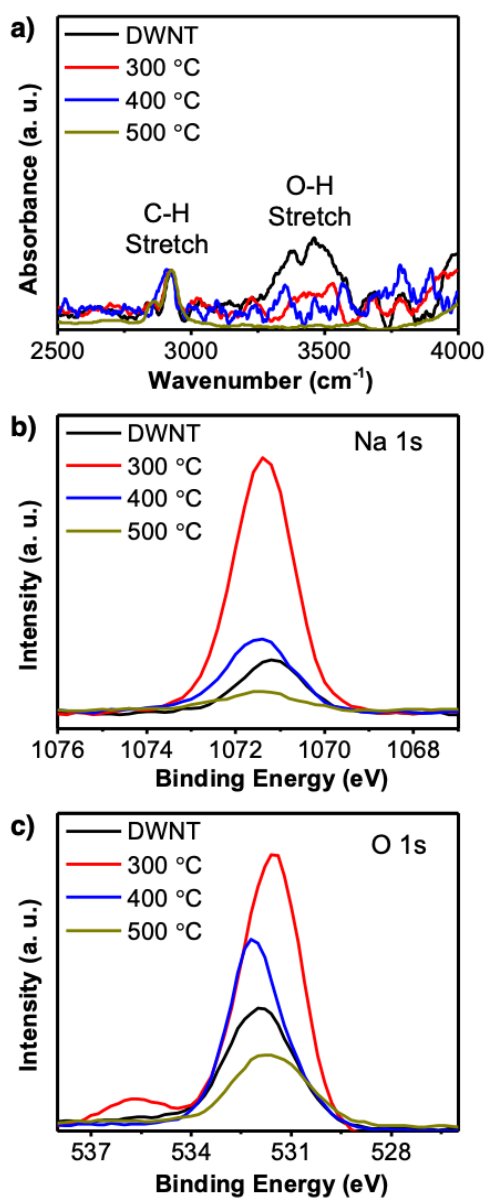 a)
DWNT
300 °C
400 °C
500 °C
C-H
Stretch
O-H
Stretch
Absorbance (a. u.)
2500 3000 3500 4000
Wavenumber (cm⁻¹)
b)
DWNT
300 °C
400 °C
500 °C
Na 1s
Intensity (a. u.)
1076 1074 1072 1070 1068
Binding Energy (eV)
c)
DWNT
300 °C
400 °C
500 °C
O 1s
Intensity (a. u.)
537 534 531 528
Binding Energy (eV)